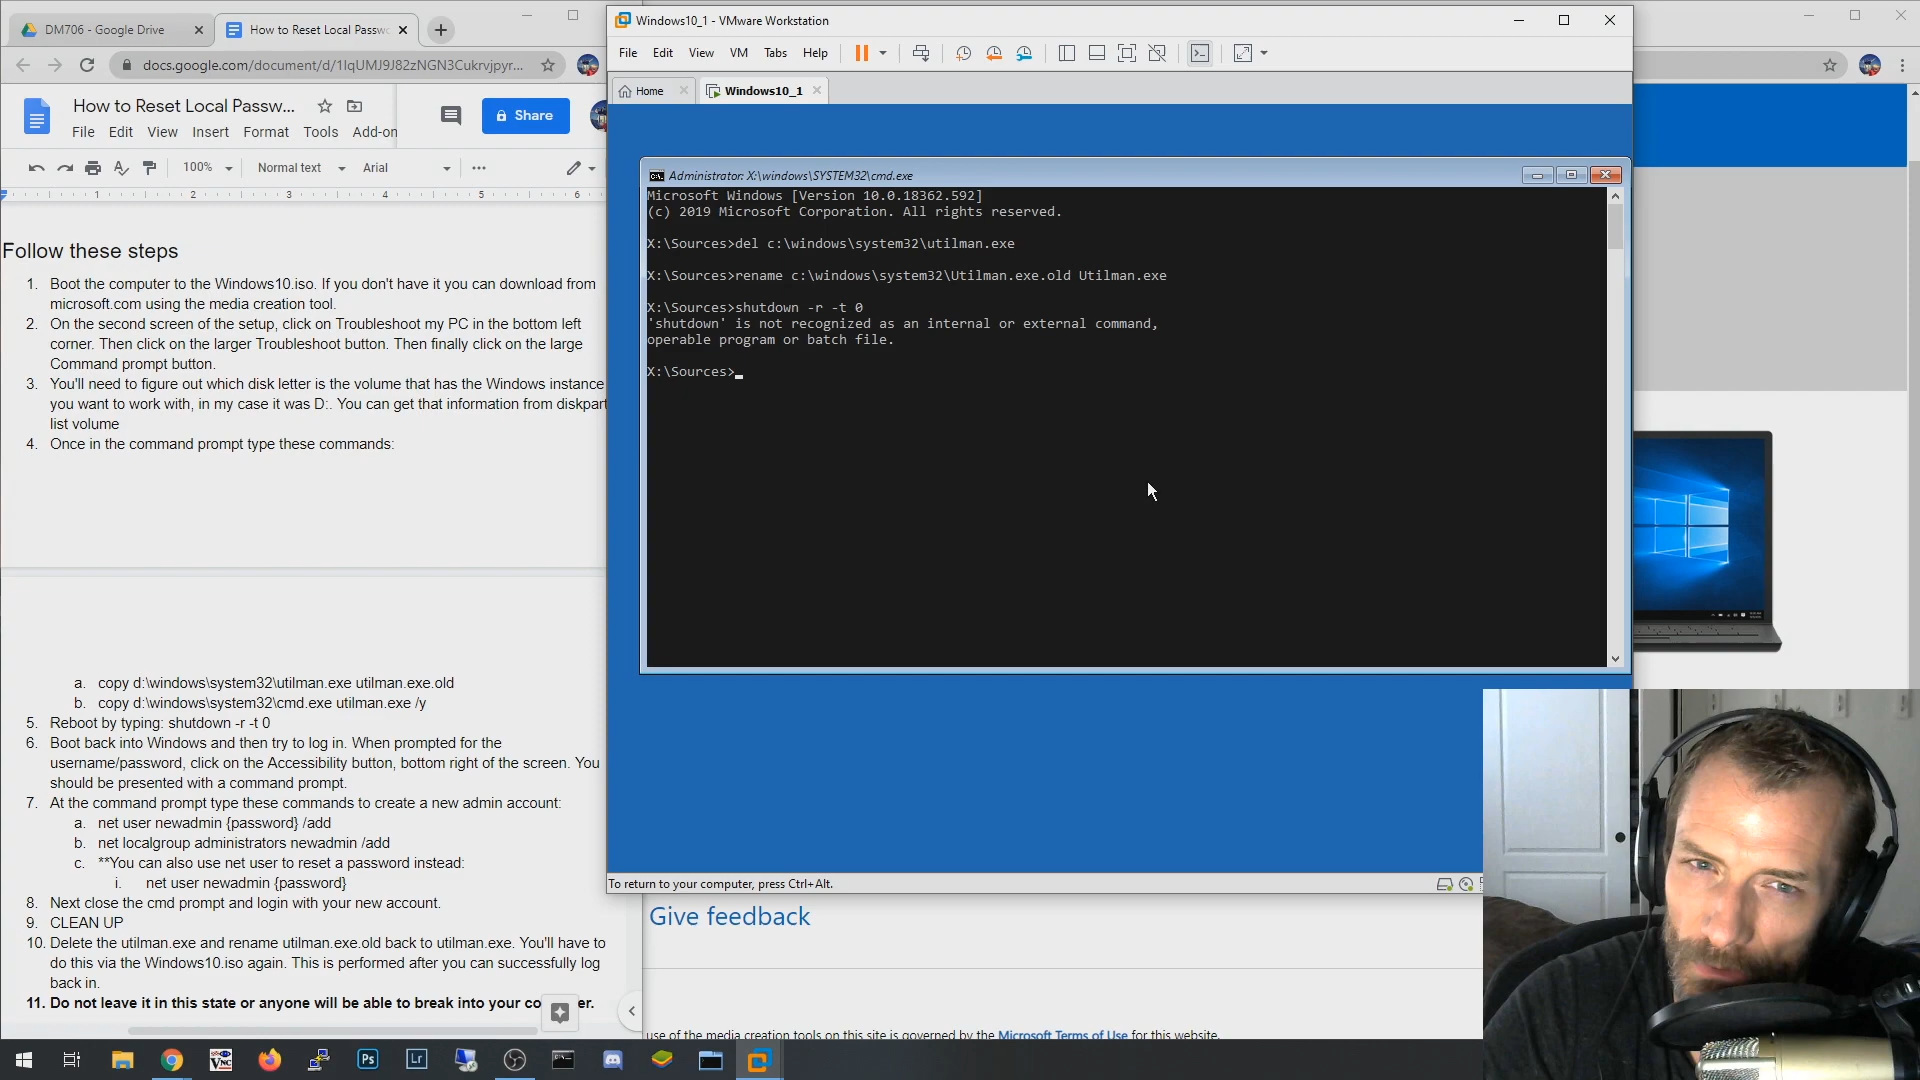 DM706 - Google Drive
How to Reset Local Passw
docs.google.com/document/d/1IqUMJ9J82zNGN3Cukrvjpyr...
How to Reset Local Passw...
File Edit View Insert Format Tools Add-on
Share
100% Normal text Arial
1 2 3 4 5 6
Follow these steps
1. Boot the computer to the Windows10.iso. If you don't have it you can download from
microsoft.com using the media creation tool.
2. On the second screen of the setup, click on Troubleshoot my PC in the bottom left
corner. Then click on the larger Troubleshoot button. Then finally click on the large
Command prompt button.
3. You'll need to figure out which disk letter is the volume that has the Windows instance
you want to work with, in my case it was D:. You can get that information from diskpart
list volume
4. Once in the command prompt type these commands:
a. copy d:\windows\system32\utilman.exe utilman.exe.old
b. copy d:\windows\system32\cmd.exe utilman.exe /y
5. Reboot by typing: shutdown -r -t 0
6. Boot back into Windows and then try to log in. When prompted for the
username/password, click on the Accessibility button, bottom right of the screen. You
should be presented with a command prompt.
7. At the command prompt type these commands to create a new admin account:
a. net user newadmin {password} /add
b. net localgroup administrators newadmin /add
c. **You can also use net user to reset a password instead:
i. net user newadmin {password}
8. Next close the cmd prompt and login with your new account.
9. CLEAN UP
10. Delete the utilman.exe and rename utilman.exe.old back to utilman.exe. You'll have to
do this via the Windows10.iso again. This is performed after you can successfully log
back in.
11. Do not leave it in this state or anyone will be able to break into your co er.
Windows10_1 - VMware Workstation
File Edit View VM Tabs Help
Home Windows10_1
Administrator: X:\windows\SYSTEM32\cmd.exe
Microsoft Windows [Version 10.0.18362.592]
(c) 2019 Microsoft Corporation. All rights reserved.
X:\Sources>del c:\windows\system32\utilman.exe
X:\Sources>rename c:\windows\system32\Utilman.exe.old Utilman.exe
X:\Sources>shutdown -r -t 0
'shutdown' is not recognized as an internal or external command,
operable program or batch file.
X:\Sources>_
To return to your computer, press Ctrl+Alt.
Give feedback
use of the media creation tools on this site is governed by the Microsoft Terms of Use for this website.
VNC
Ps
Lr